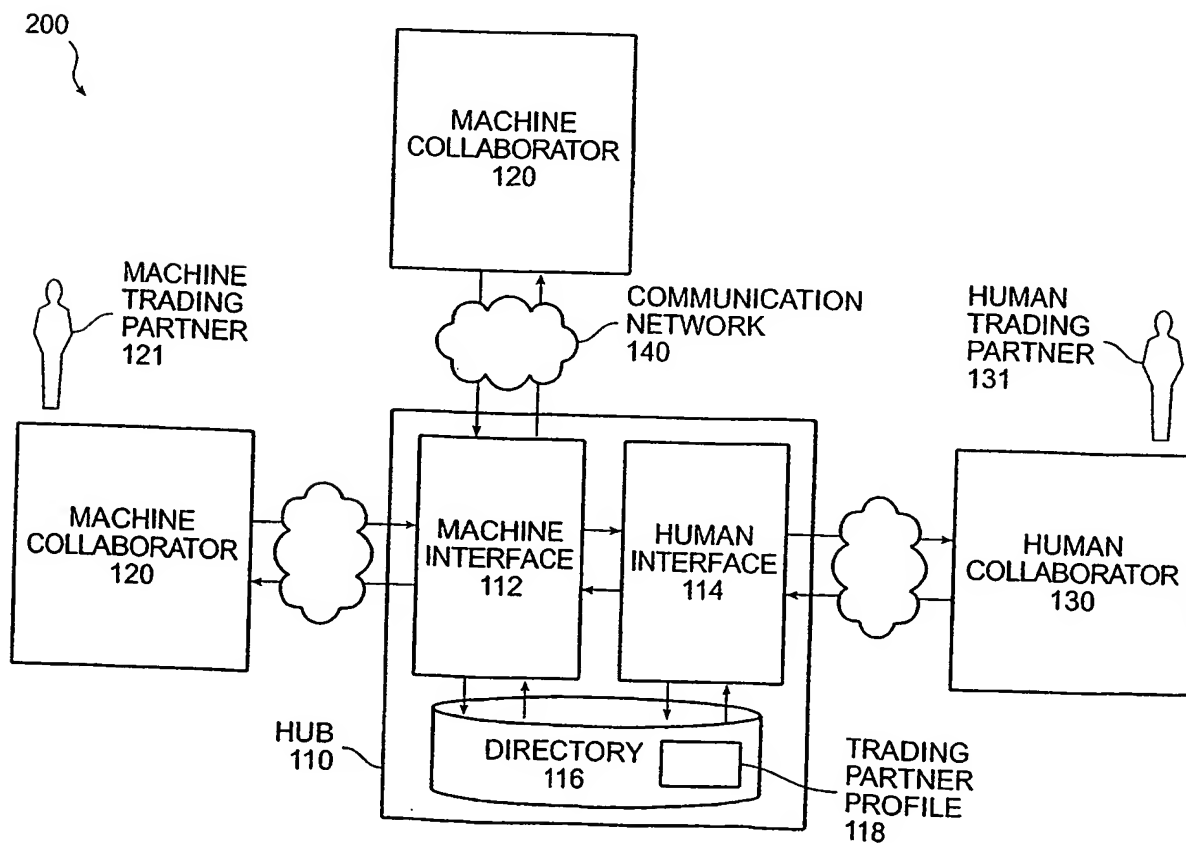 200
MACHINE
COLLABORATOR
120
MACHINE
TRADING
PARTNER
121
COMMUNICATION
NETWORK
140
HUMAN
TRADING
PARTNER
131
MACHINE
COLLABORATOR
120
MACHINE
INTERFACE
112
HUMAN
INTERFACE
114
HUMAN
COLLABORATOR
130
HUB
110
DIRECTORY
116
TRADING
PARTNER
PROFILE
118